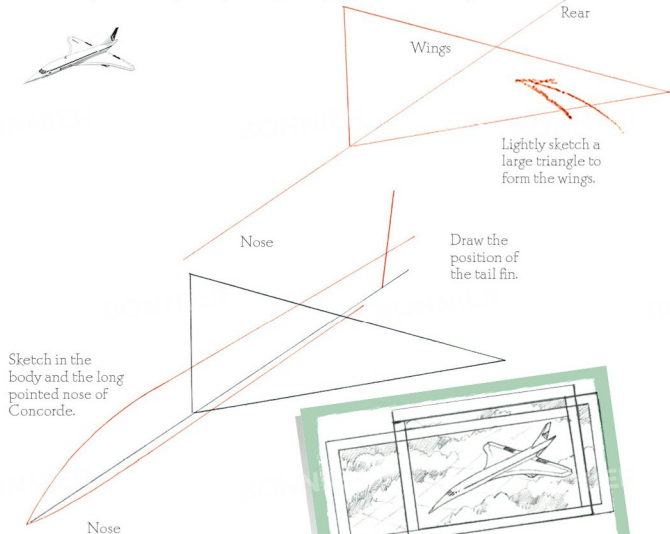 Rear
Wings
Lightly sketch a
large triangle to
form the wings.
Nose
Draw the
position of
the tail fin.
Sketch in the
body and the long
pointed nose of
Concorde.
Nose